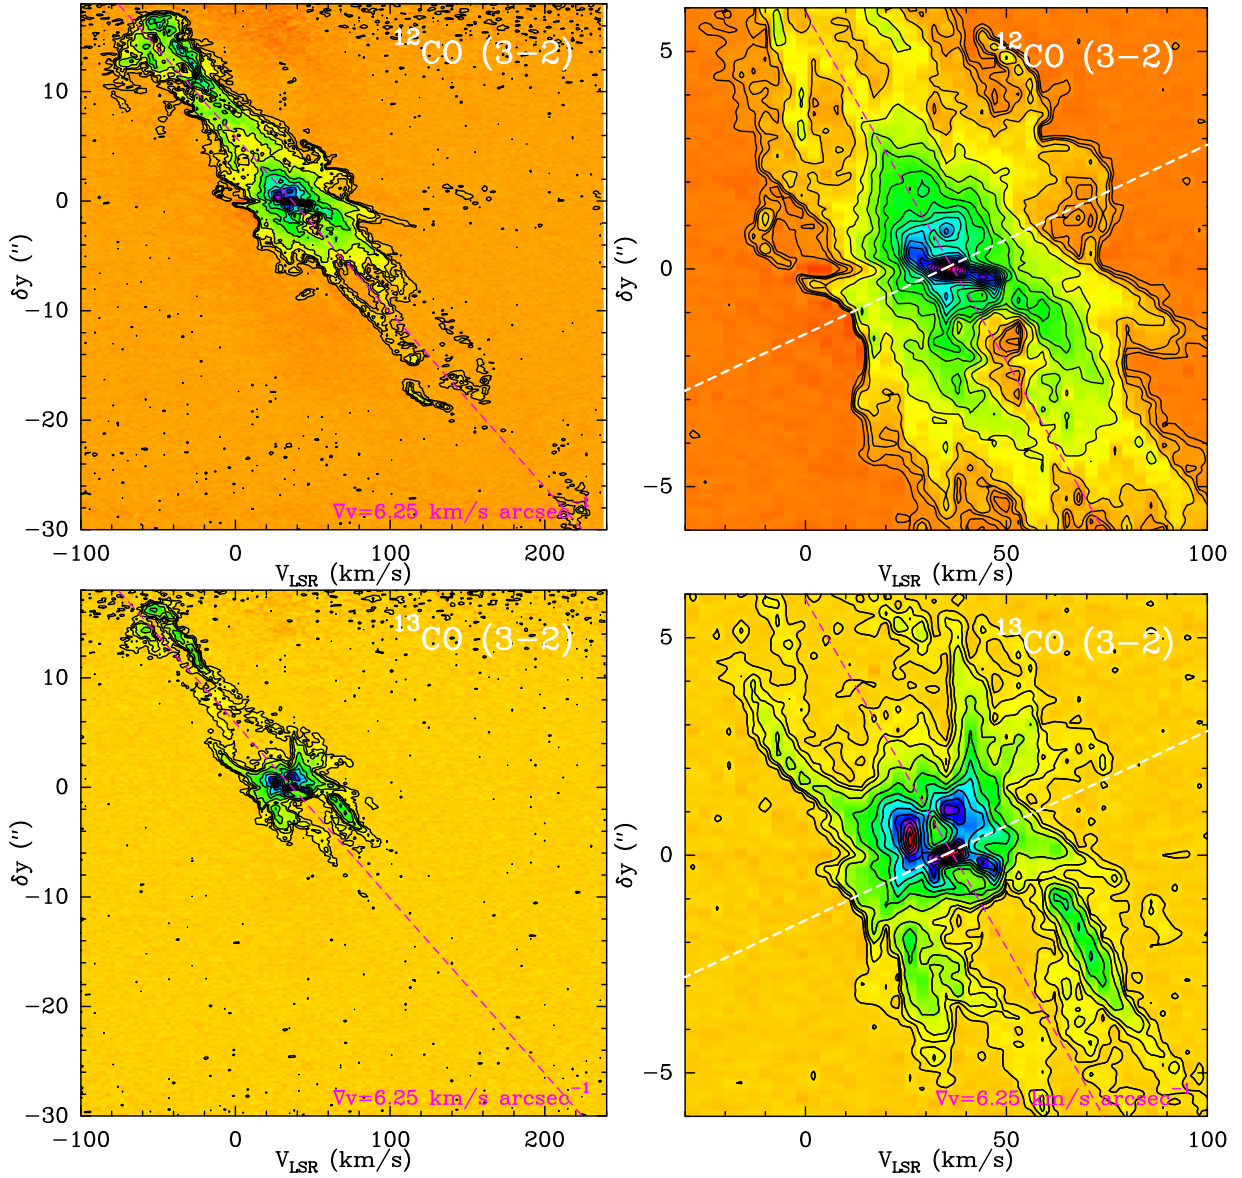 ¹²CO (3−2)
10
0
−10
−20
−30
δy (″)
∇v=6.25 km/s arcsec
−100
0
100
200
V_LSR (km/s)
¹²CO (3−2)
5
0
−5
δy (″)
0
50
100
V_LSR (km/s)
¹³CO (3−2)
10
0
−10
−20
−30
δy (″)
∇v=6.25 km/s arcsec⁻¹
−100
0
100
200
V_LSR (km/s)
¹³CO (3−2)
5
0
−5
δy (″)
∇v=6.25 km/s arcsec⁻¹
0
50
100
V_LSR (km/s)